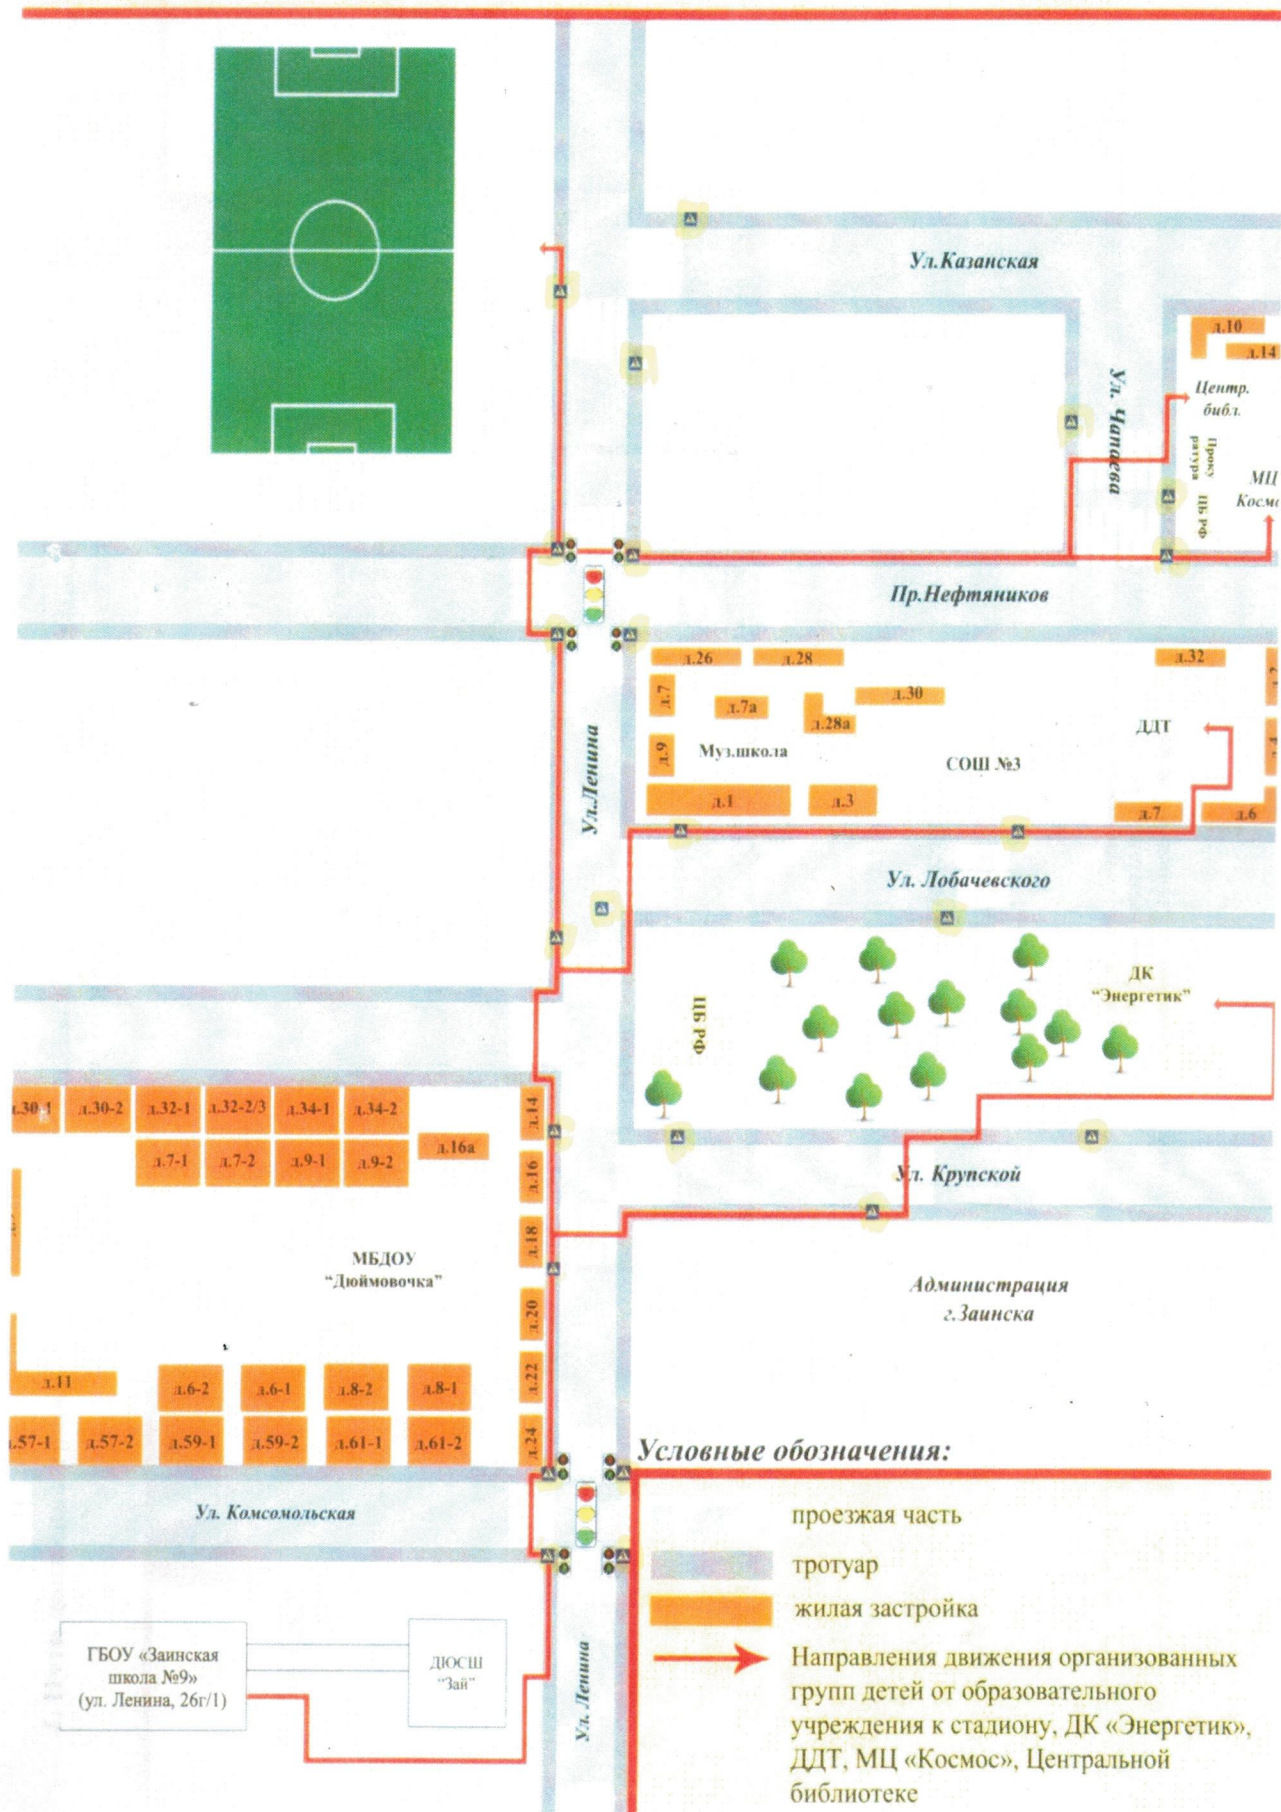 Ул.Казанская
д.10
д.14
Ул. Чапаева
Центр.
библ.
Проку
ратура
ЦБ РФ
МЦ
Пр.Нефтяников
д.26
д.28
д.32
д.7
д.7а
д.28а
д.30
ДДТ
д.9
Муз.школа
СОШ №3
д.1
д.3
д.7
д.6
Ул.Ленина
Ул. Лобачевского
ДК
“Энергетик”
ЦБ РФ
д.30-2
д.32-1
д.32-2/3
д.34-1
д.34-2
д.14
д.7-1
д.7-2
д.9-1
д.9-2
д.16а
д.16
Ул. Крупской
д.18
МБДОУ
“Дюймовочка”
Администрация
г.Заинска
д.20
д.11
д.6-2
д.6-1
д.8-2
д.8-1
д.22
д.57-2
д.59-1
д.59-2
д.61-1
д.61-2
д.24
Ул. Комсомольская
Условные обозначения:
проезжая часть
тротуар
жилая застройка
Направления движения организованных
групп детей от образовательного
учреждения к стадиону, ДК «Энергетик»,
ДДТ, МЦ «Космос», Центральной
библиотеке
ГБОУ «Заинская
школа №9»
(ул. Ленина, 26г/1)
ДЮСШ
“Зай”
Ул. Ленина